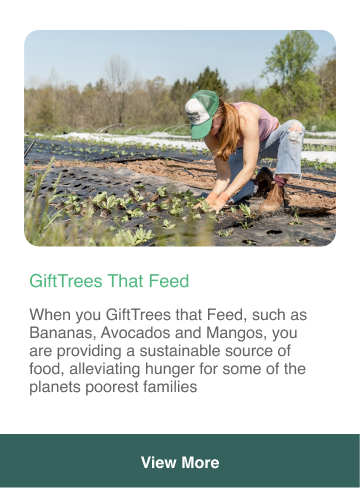 GiftTrees That Feed
When you GiftTrees that Feed, such as
Bananas, Avocados and Mangos, you
are providing a sustainable source of
food, alleviating hunger for some of the
planets poorest families
View More